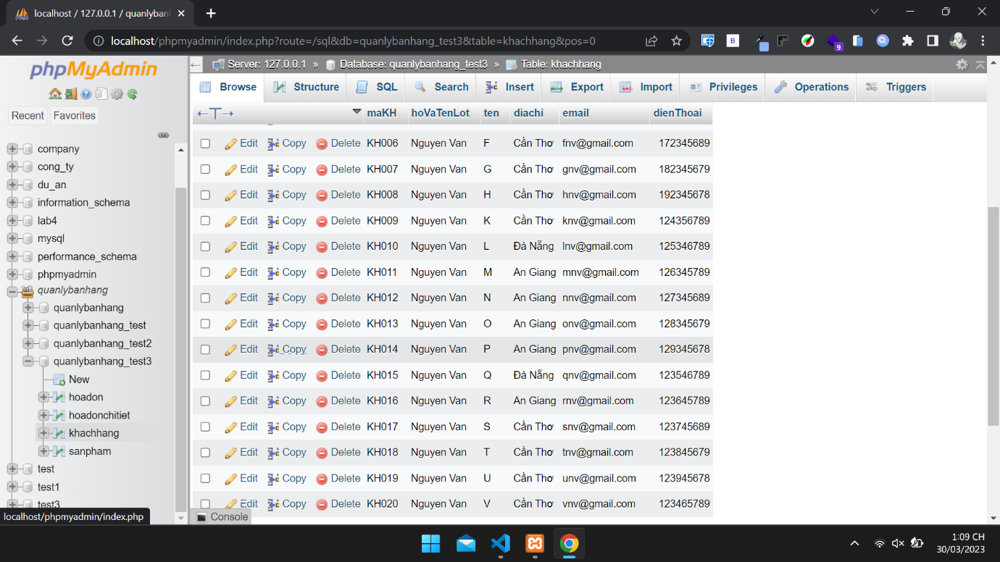 localhost / 127.0.0.1 / quanlyban
localhost/phpmyadmin/index.php?route=/sql&db=quanlybanhang_test3&table=khachhang&pos=0
B
9
phpMyAdmin
Recent Favorites
company
cong_ty
du_an
information_schema
lab4
mysql
performance_schema
phpmyadmin
quanlybanhang
quanlybanhang
quanlybanhang_test
quanlybanhang_test2
quanlybanhang_test3
New
hoadon
hoadonchitiet
khachhang
sanpham
test
test1
test3
localhost/phpmyadmin/index.php
Server: 127.0.0.1 » Database: quanlybanhang_test3 » Table: khachhang
Browse Structure SQL Search Insert Export Import Privileges Operations Triggers
←T→ maKH hoVaTenLot ten diachi email dienThoai
Edit Copy Delete KH006 Nguyen Van F Cần Thơ fnv@gmail.com 172345689
Edit Copy Delete KH007 Nguyen Van G Cần Thơ gnv@gmail.com 182345679
Edit Copy Delete KH008 Nguyen Van H Cần Thơ hnv@gmail.com 192345678
Edit Copy Delete KH009 Nguyen Van K Cần Thơ knv@gmail.com 124356789
Edit Copy Delete KH010 Nguyen Van L Đà Nẵng lnv@gmail.com 125346789
Edit Copy Delete KH011 Nguyen Van M An Giang mnv@gmail.com 126345789
Edit Copy Delete KH012 Nguyen Van N An Giang nnv@gmail.com 127345689
Edit Copy Delete KH013 Nguyen Van O An Giang onv@gmail.com 128345679
Edit Copy Delete KH014 Nguyen Van P An Giang pnv@gmail.com 129345678
Edit Copy Delete KH015 Nguyen Van Q Đà Nẵng qnv@gmail.com 123546789
Edit Copy Delete KH016 Nguyen Van R An Giang rnv@gmail.com 123645789
Edit Copy Delete KH017 Nguyen Van S Cần Thơ snv@gmail.com 123745689
Edit Copy Delete KH018 Nguyen Van T Cần Thơ tnv@gmail.com 123845679
Edit Copy Delete KH019 Nguyen Van U Cần Thơ unv@gmail.com 123945678
Edit Copy Delete KH020 Nguyen Van V Cần Thơ vnv@gmail.com 123465789
Console
1:09 CH
30/03/2023